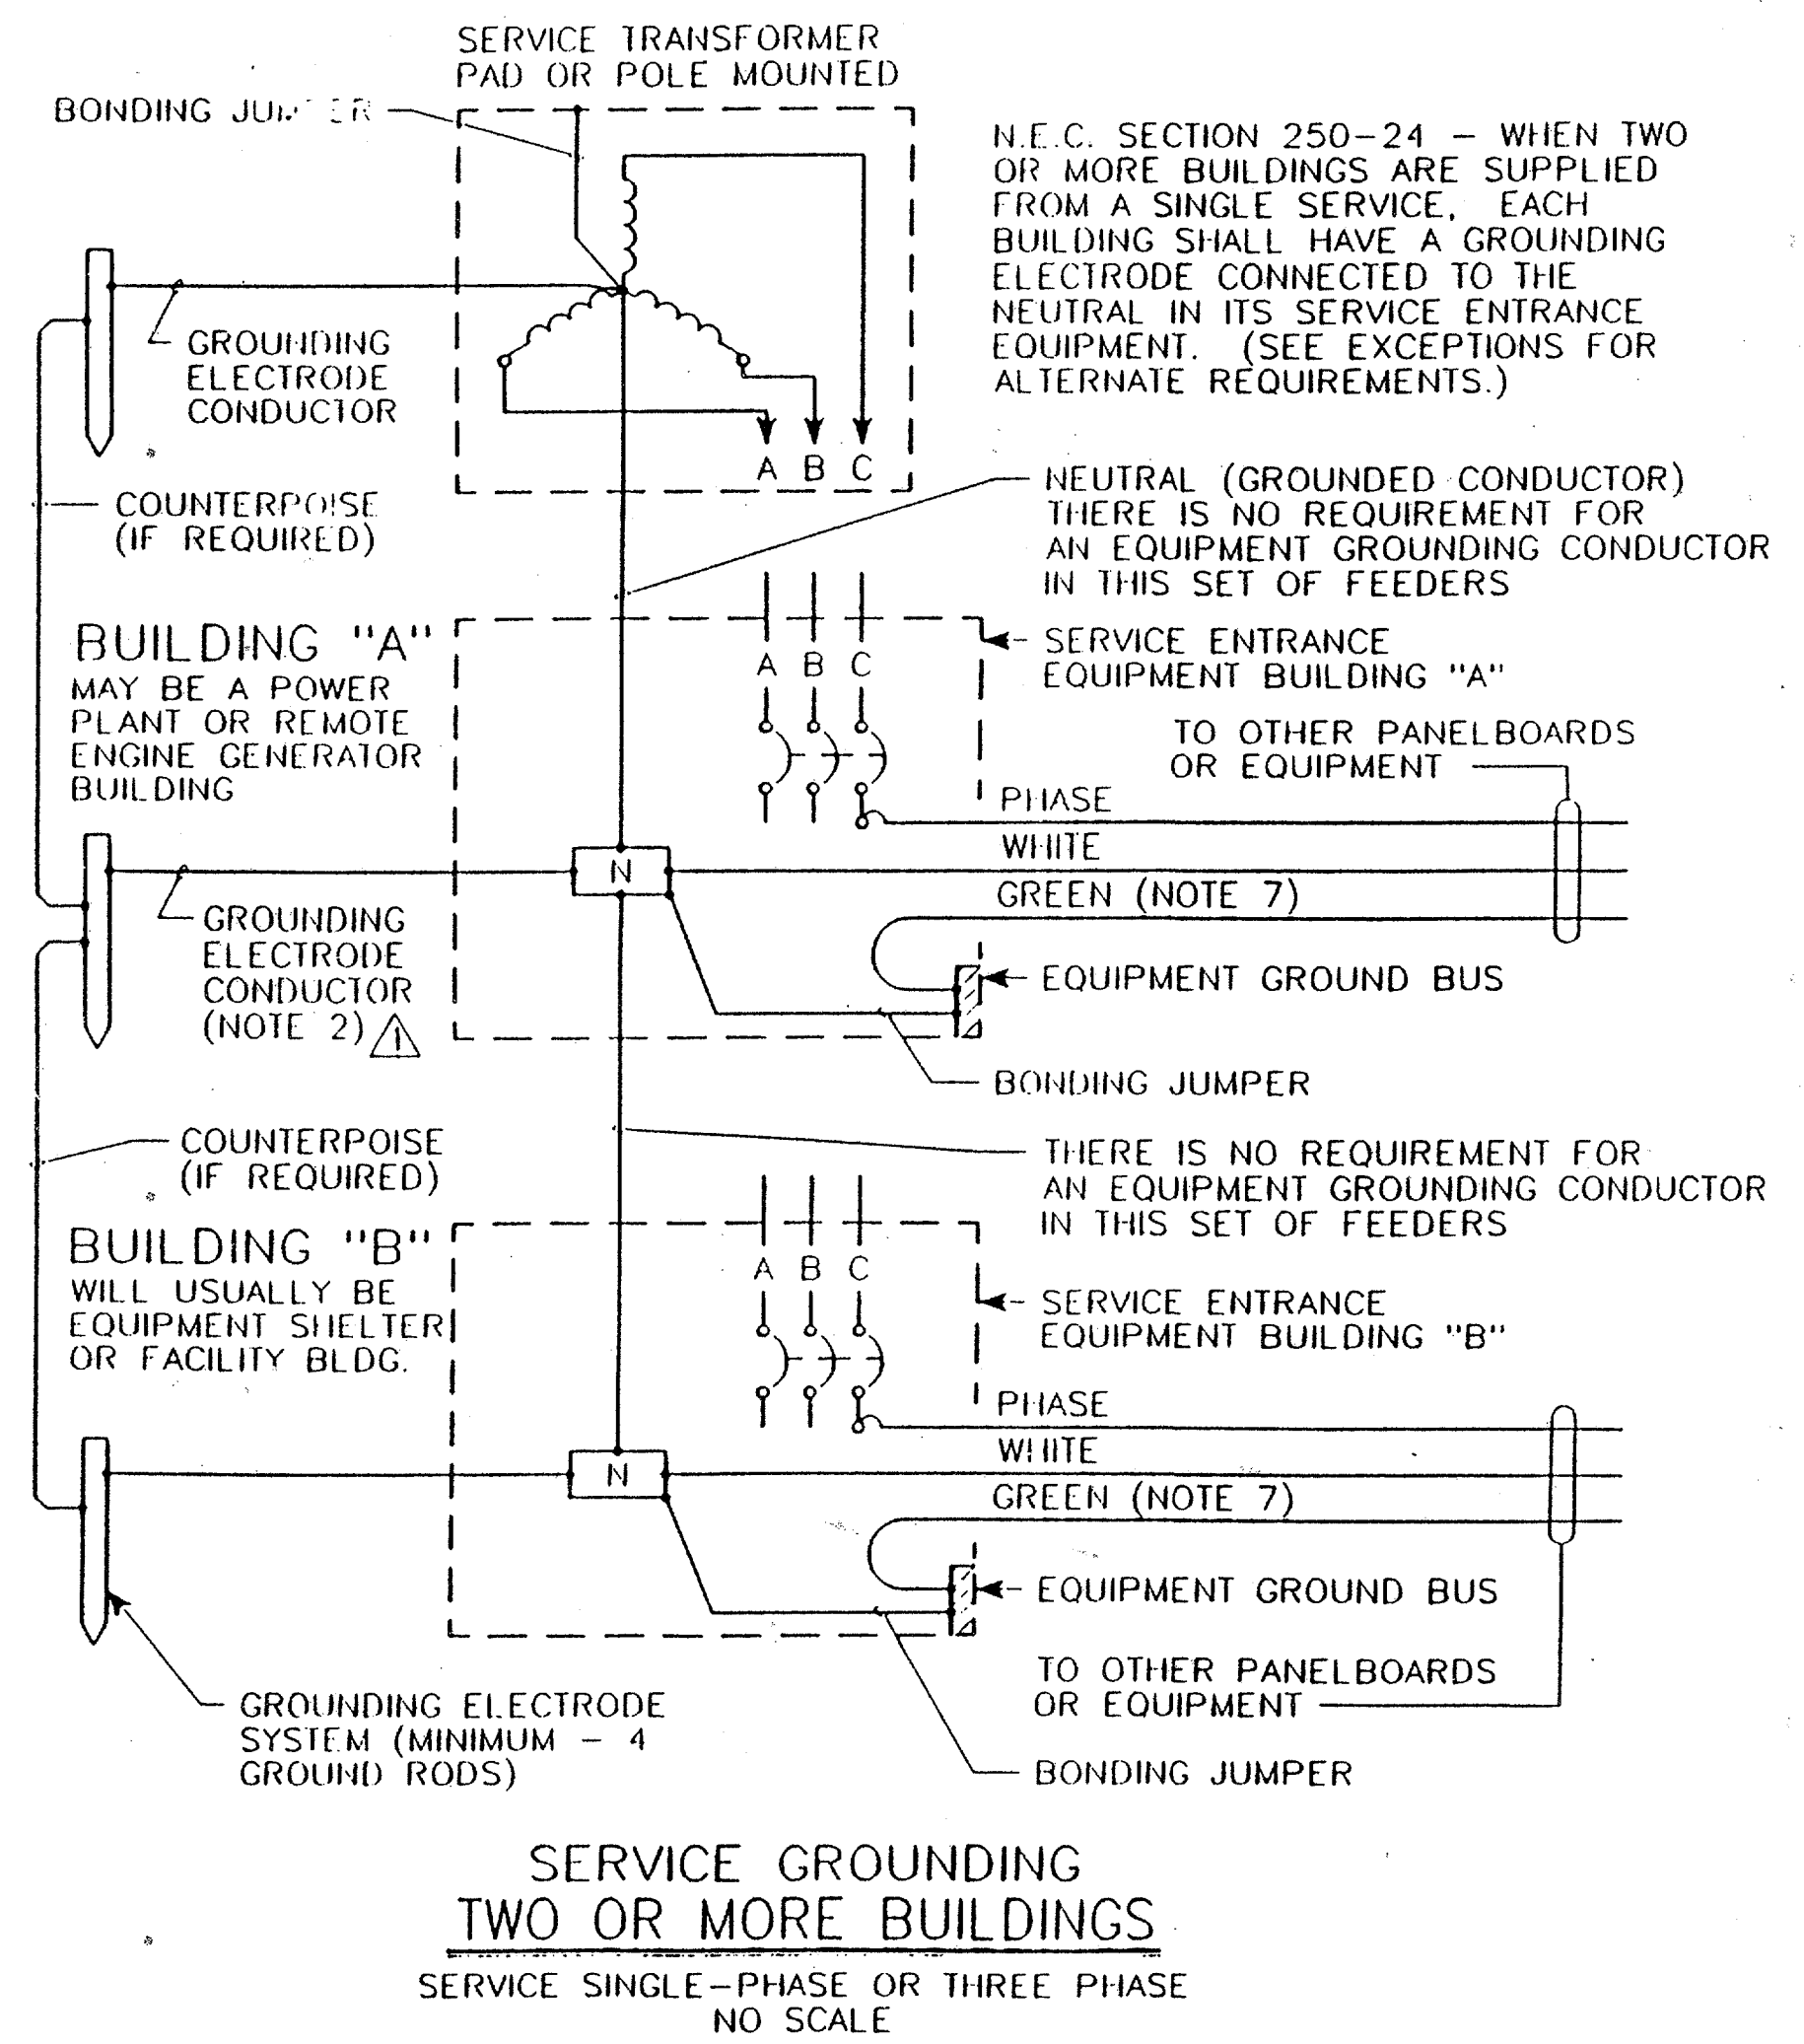 SERVICE TRANSFORMER
PAD OR POLE MOUNTED
BONDING
N.E.C. SECTION 250-24 - WHEN TWO
OR MORE BUILDINGS ARE SUPPLIED
FROM A SINGLE SERVICE, EACH
BUILDING SHALL HAVE A GROUNDING
ELECTRODE CONNECTED TO THE
NEUTRAL IN ITS SERVICE ENTRANCE
EQUIPMENT. (SEE EXCEPTIONS FOR
ALTERNATE REQUIREMENTS.)
GROUNDING
ELECTRODE
CONDUCTOR
A B C
COUNTERPOISE
(IF REQUIRED)
NEUTRAL (GROUNDED CONDUCTOR)
THERE IS NO REQUIREMENT FOR
AN EQUIPMENT GROUNDING CONDUCTOR
IN THIS SET OF FEEDERS
BUILDING "A"
MAY BE A POWER
PLANT OR REMOTE
ENGINE GENERATOR
BUILDING
A B C
SERVICE ENTRANCE
EQUIPMENT BUILDING "A"
TO OTHER PANELBOARDS
OR EQUIPMENT
PHASE
WHITE
GREEN (NOTE 7)
N
GROUNDING
ELECTRODE
CONDUCTOR
(NOTE 2) 1
EQUIPMENT GROUND BUS
BONDING JUMPER
COUNTERPOISE
(IF REQUIRED)
THERE IS NO REQUIREMENT FOR
AN EQUIPMENT GROUNDING CONDUCTOR
IN THIS SET OF FEEDERS
BUILDING "B"
WILL USUALLY BE
EQUIPMENT SHELTER
OR FACILITY BLDG.
A B C
SERVICE ENTRANCE
EQUIPMENT BUILDING "B"
PHASE
WHITE
GREEN (NOTE 7)
N
EQUIPMENT GROUND BUS
TO OTHER PANELBOARDS
OR EQUIPMENT
GROUNDING ELECTRODE
SYSTEM (MINIMUM - 4
GROUND RODS)
BONDING JUMPER
SERVICE GROUNDING
TWO OR MORE BUILDINGS
SERVICE SINGLE-PHASE OR THREE PHASE
NO SCALE